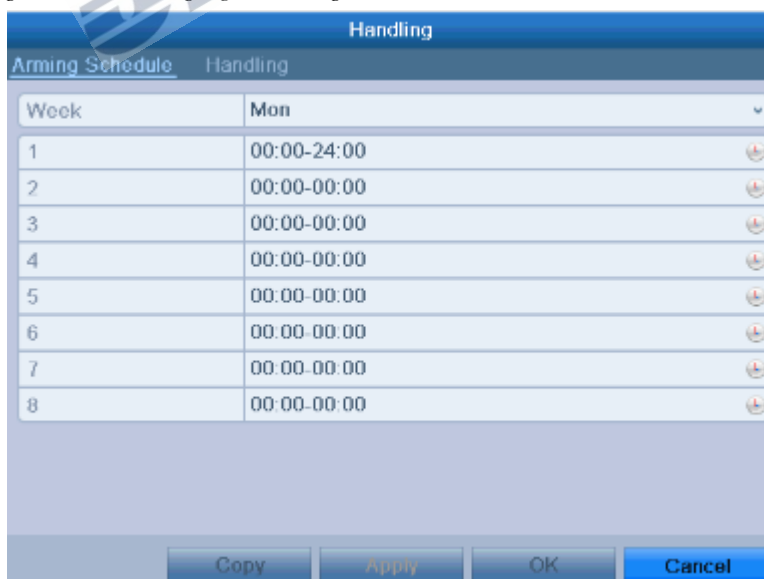 Handling
Arming Schedule Handling
Week Mon
1 00:00-24:00
2 00:00-00:00
3 00:00-00:00
4 00:00-00:00
5 00:00-00:00
6 00:00-00:00
7 00:00-00:00
8 00:00-00:00
Copy Apply OK Cancel